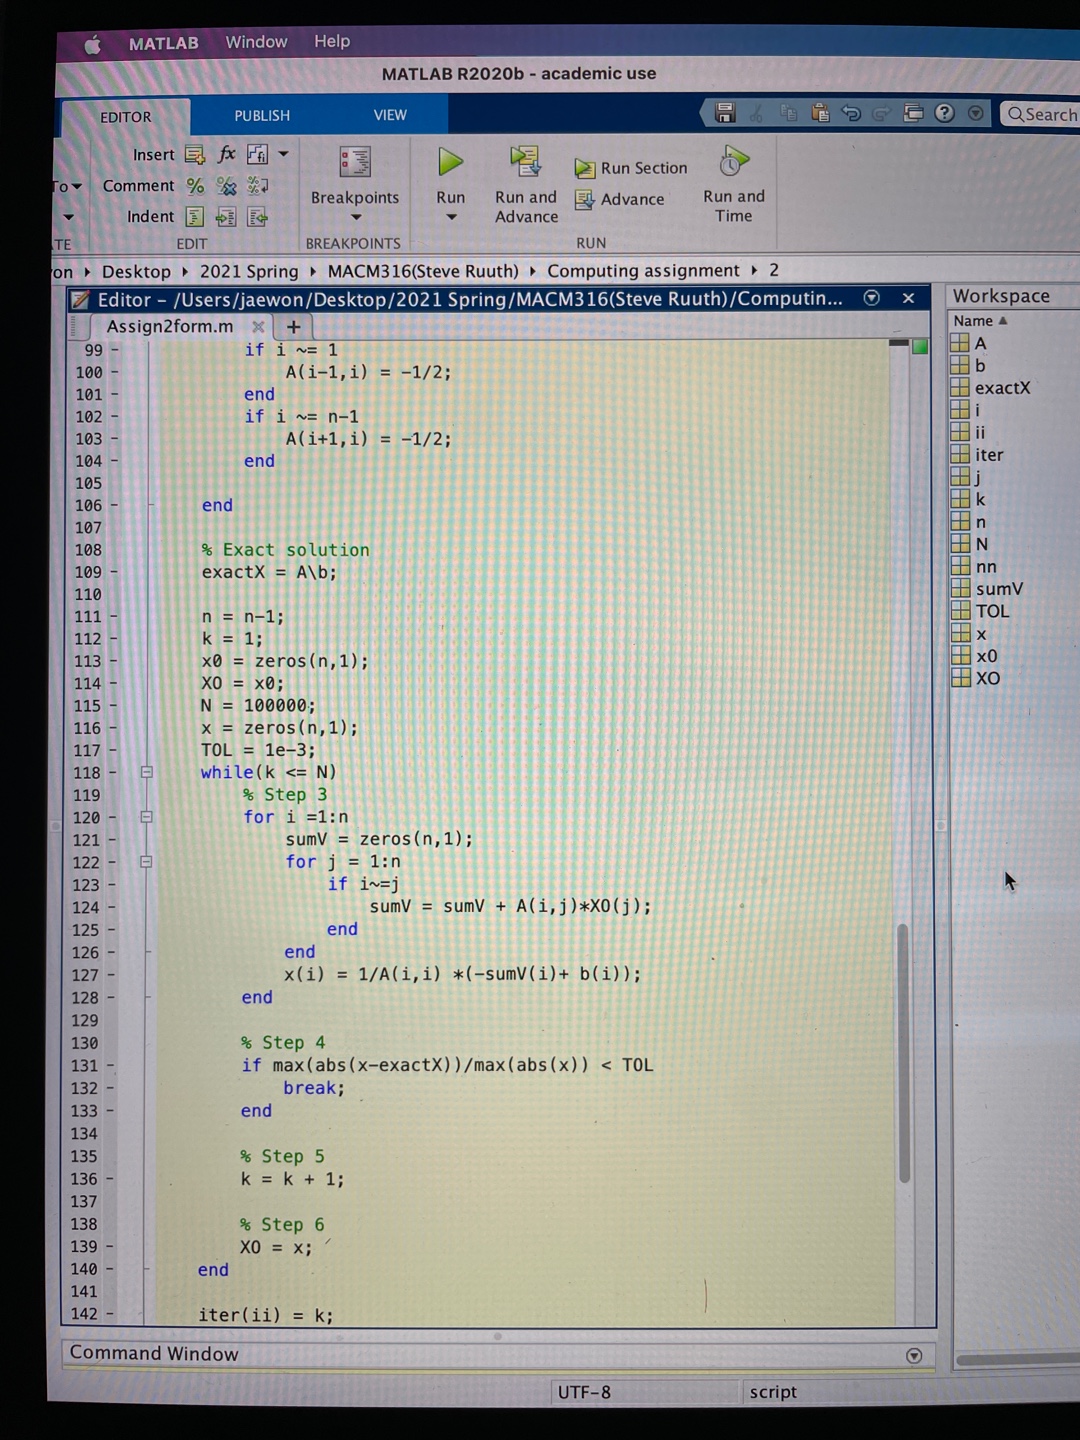 MATLAB Window Help
MATLAB R2020b - academic use
EDITOR PUBLISH VIEW
Search
Insert fx
To Comment %
Indent
Breakpoints
Run
Run and Advance
Run Section
Advance
Run and Time
EDIT BREAKPOINTS RUN
on ▸ Desktop ▸ 2021 Spring ▸ MACM316(Steve Ruuth) ▸ Computing assignment ▸ 2
Editor - /Users/jaewon/Desktop/2021 Spring/MACM316(Steve Ruuth)/Computin...
Assign2form.m × +
99 - if i ~= 1
100 - A(i-1,i) = -1/2;
101 - end
102 - if i ~= n-1
103 - A(i+1,i) = -1/2;
104 - end
105
106 - end
107
108 % Exact solution
109 - exactX = A\b;
110
111 - n = n-1;
112 - k = 1;
113 - x0 = zeros(n,1);
114 - XO = x0;
115 - N = 100000;
116 - x = zeros(n,1);
117 - TOL = 1e-3;
118 - while(k <= N)
119 % Step 3
120 - for i =1:n
121 - sumV = zeros(n,1);
122 - for j = 1:n
123 - if i~=j
124 - sumV = sumV + A(i,j)*XO(j);
125 - end
126 - end
127 - x(i) = 1/A(i,i) *(-sumV(i)+ b(i));
128 - end
129
130 % Step 4
131 - if max(abs(x-exactX))/max(abs(x)) < TOL
132 - break;
133 - end
134
135 % Step 5
136 - k = k + 1;
137
138 % Step 6
139 - XO = x;
140 - end
141
142 - iter(ii) = k;
Workspace
Name
A
b
exactX
i
ii
iter
j
k
n
N
nn
sumV
TOL
x
x0
XO
Command Window
UTF-8 script